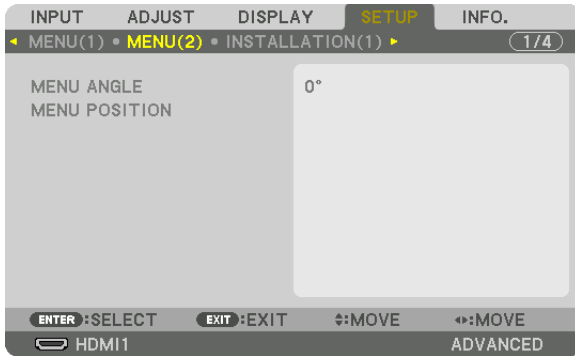 INPUT ADJUST DISPLAY SETUP INFO.
MENU(1) • MENU(2) • INSTALLATION(1) 1/4
MENU ANGLE 0°
MENU POSITION
ENTER :SELECT EXIT :EXIT :MOVE :MOVE
HDMI1 ADVANCED